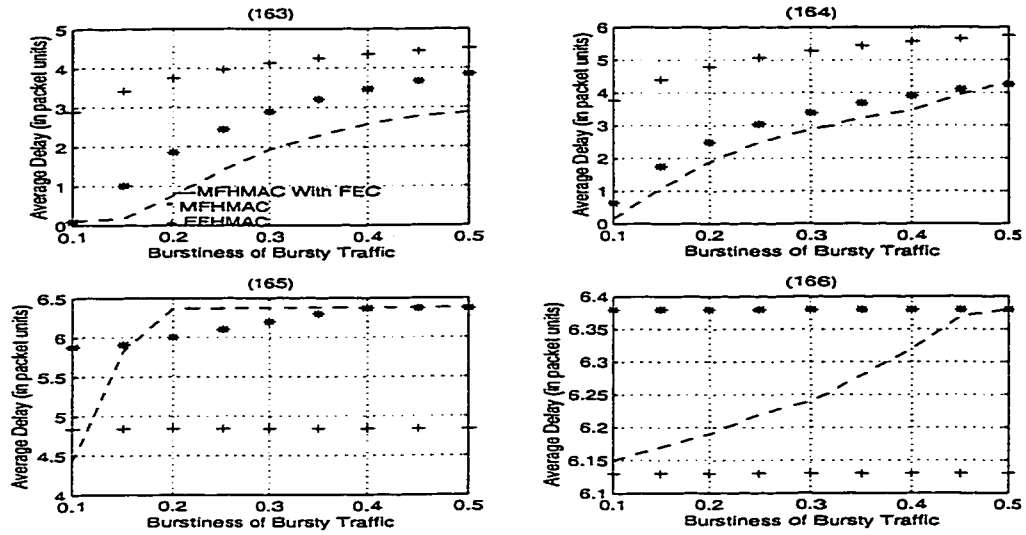 (163)
Average Delay (in packet units)
5
4
3
2
1
0
MFHMAC With FEC
MFHMAC
EFHMAC
0.1 0.2 0.3 0.4 0.5
Burstiness of Bursty Traffic
(164)
Average Delay (in packet units)
6
5
4
3
2
1
0
0.1 0.2 0.3 0.4 0.5
Burstiness of Bursty Traffic
(165)
Average Delay (in packet units)
6.5
6
5.5
5
4.5
4
0.1 0.2 0.3 0.4 0.5
Burstiness of Bursty Traffic
(166)
Average Delay (in packet units)
6.4
6.35
6.3
6.25
6.2
6.15
6.1
0.1 0.2 0.3 0.4 0.5
Burstiness of Bursty Traffic